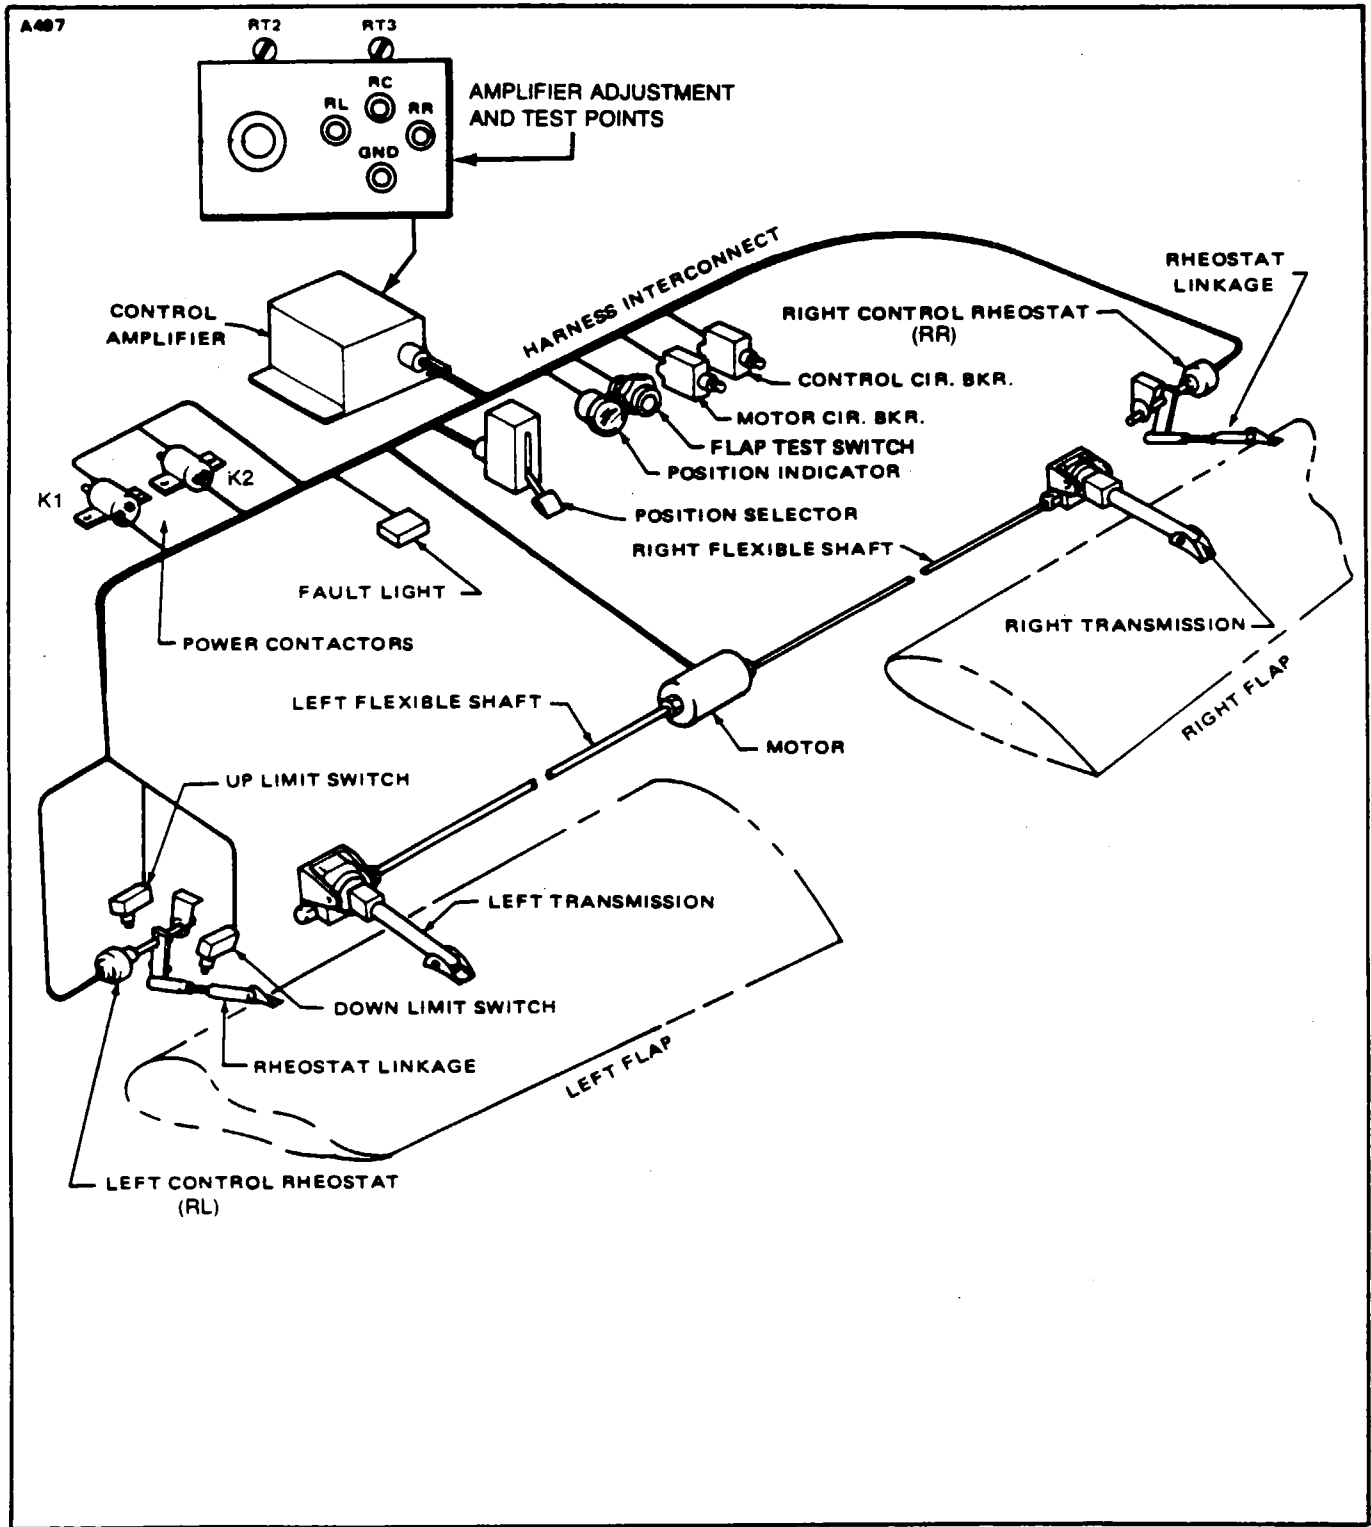 A497
RT2
RT3
RC
RL
RR
GND
AMPLIFIER ADJUSTMENT
AND TEST POINTS
HARNESS INTERCONNECT
RHEOSTAT
LINKAGE
CONTROL
AMPLIFIER
RIGHT CONTROL RHEOSTAT
(RR)
CONTROL CIR. BKR.
MOTOR CIR. BKR.
FLAP TEST SWITCH
POSITION INDICATOR
K2
K1
POSITION SELECTOR
RIGHT FLEXIBLE SHAFT
FAULT LIGHT
RIGHT TRANSMISSION
POWER CONTACTORS
RIGHT FLAP
LEFT FLEXIBLE SHAFT
MOTOR
UP LIMIT SWITCH
LEFT TRANSMISSION
DOWN LIMIT SWITCH
RHEOSTAT LINKAGE
LEFT FLAP
LEFT CONTROL RHEOSTAT
(RL)